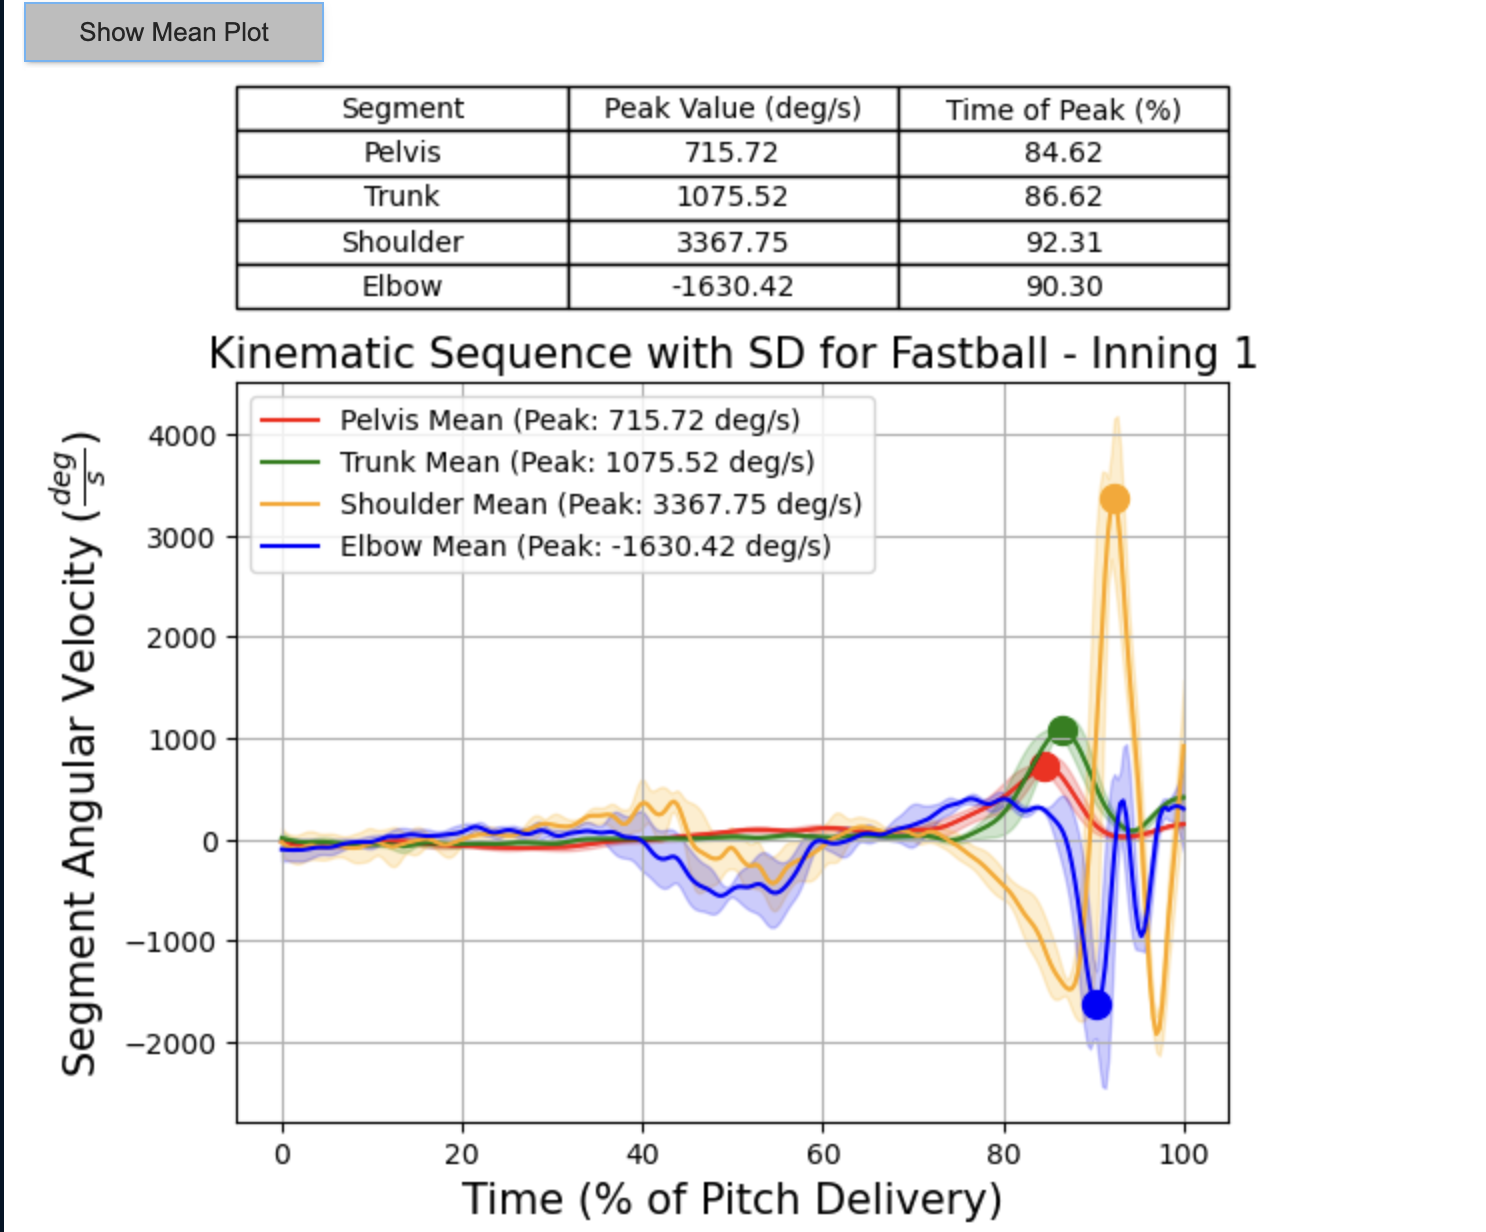 Show Mean Plot
Segment Peak Value (deg/s) Time of Peak (%)
Pelvis 715.72 84.62
Trunk 1075.52 86.62
Shoulder 3367.75 92.31
Elbow -1630.42 90.30
Kinematic Sequence with SD for Fastball - Inning 1
Pelvis Mean (Peak: 715.72 deg/s)
Trunk Mean (Peak: 1075.52 deg/s)
Shoulder Mean (Peak: 3367.75 deg/s)
Elbow Mean (Peak: -1630.42 deg/s)
Segment Angular Velocity (deg/s)
4000
3000
2000
1000
0
−1000
−2000
0 20 40 60 80 100
Time (% of Pitch Delivery)